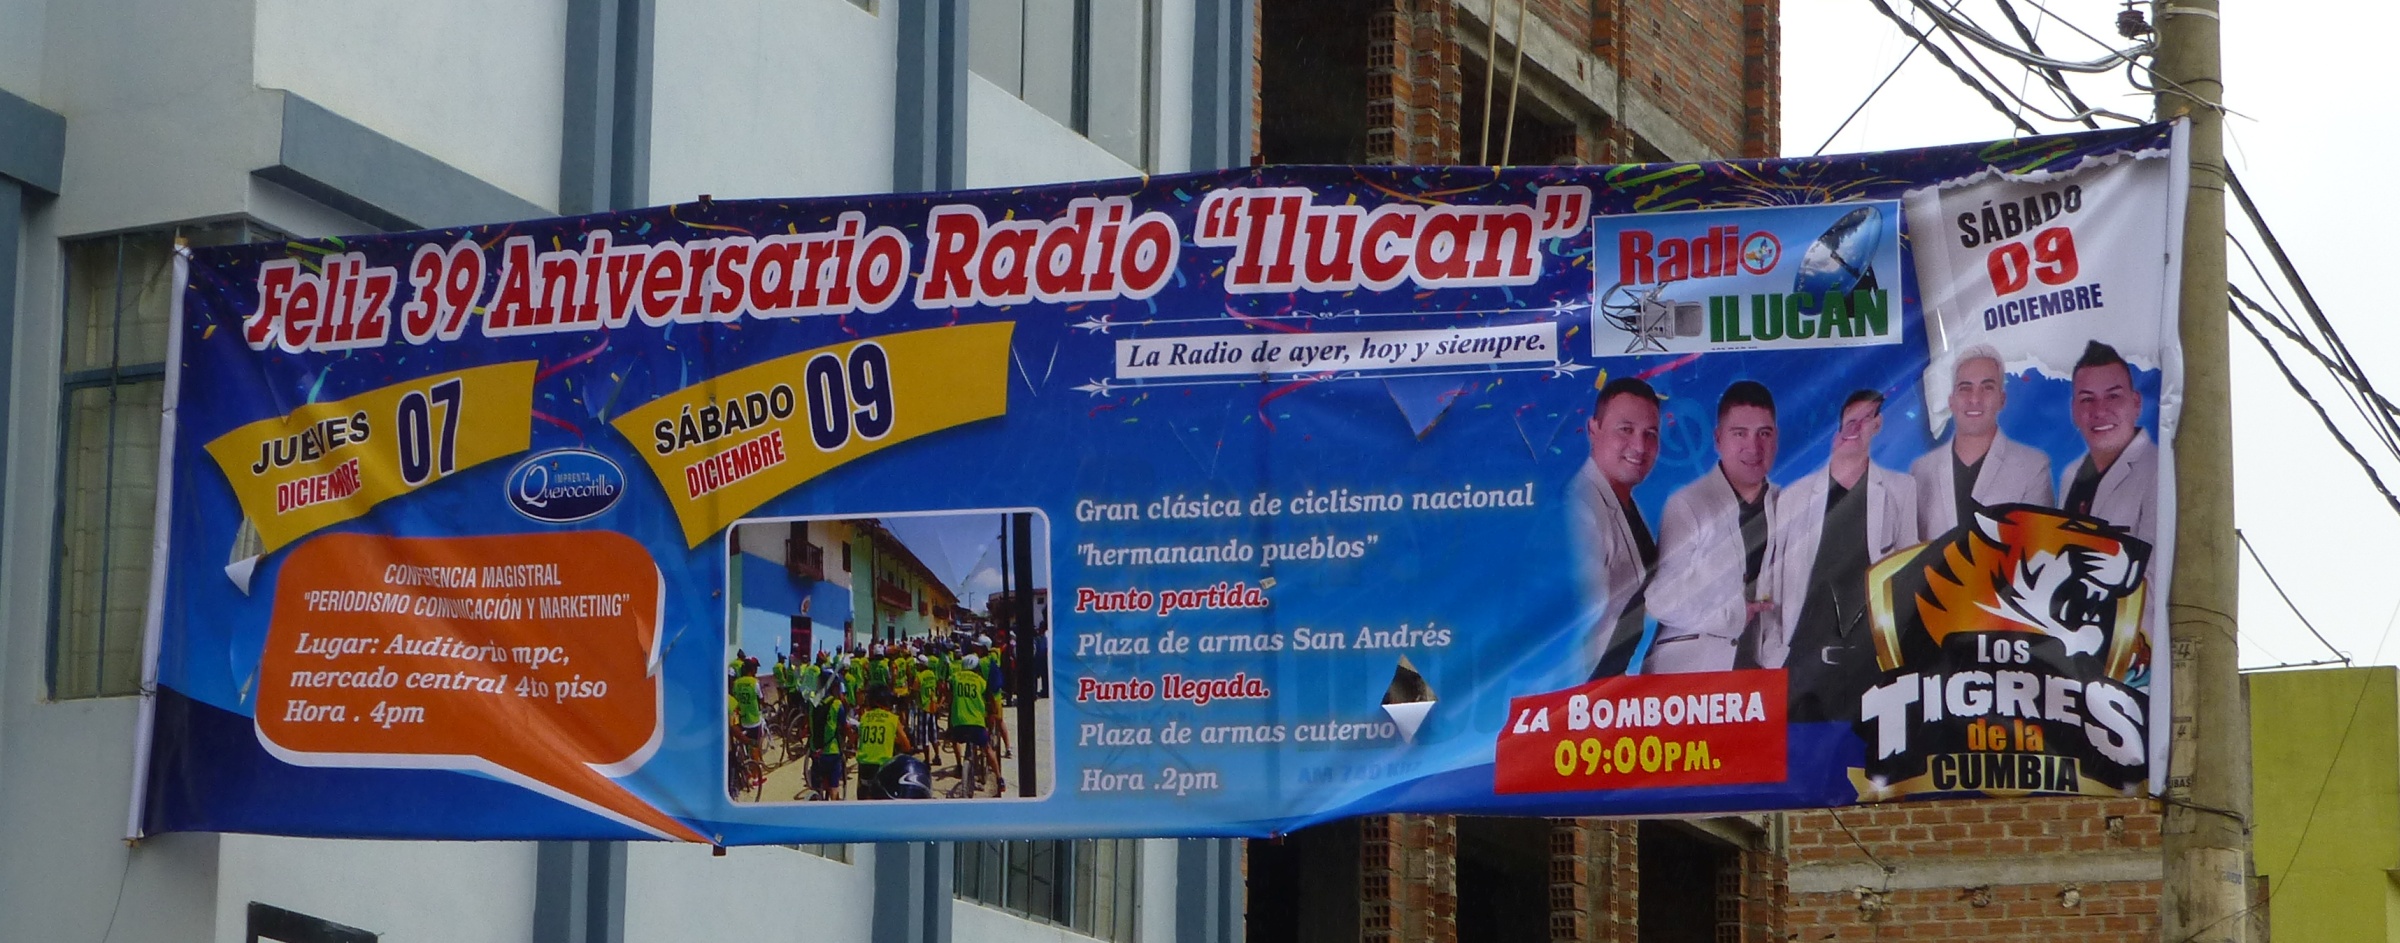 Feliz 39 Aniversario Radio "Ilucan"
La Radio de ayer, hoy y siempre.
Radio
ILUCÁN
SÁBADO
09
DICIEMBRE
JUEVES
DICIEMBRE
07
IMPRENTA
Querocotillo
SÁBADO
DICIEMBRE
09
CONFERENCIA MAGISTRAL
"PERIODISMO COMUNICACIÓN Y MARKETING"
Lugar: Auditorio mpc,
mercado central 4to piso
Hora . 4pm
003
033
Gran clásica de ciclismo nacional
"hermanando pueblos"
Punto partida.
Plaza de armas San Andrés
Punto llegada.
Plaza de armas cutervo
Hora .2pm
LA BOMBONERA
09:00PM.
LOS
TIGRES
de la
CUMBIA